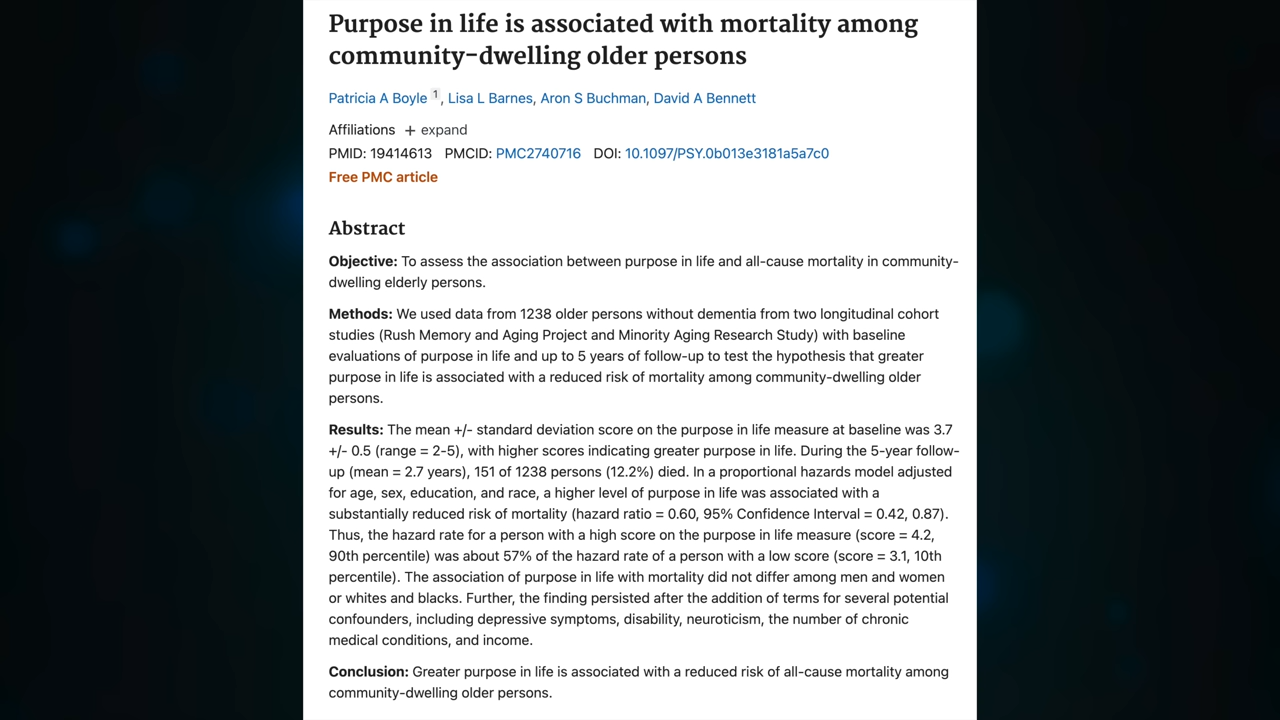 Purpose in life is associated with mortality among
community-dwelling older persons
Patricia A Boyle 1, Lisa L Barnes, Aron S Buchman, David A Bennett
Affiliations + expand
PMID: 19414613 PMCID: PMC2740716 DOI: 10.1097/PSY.0b013e3181a5a7c0
Free PMC article
Abstract
Objective: To assess the association between purpose in life and all-cause mortality in community-
dwelling elderly persons.
Methods: We used data from 1238 older persons without dementia from two longitudinal cohort
studies (Rush Memory and Aging Project and Minority Aging Research Study) with baseline
evaluations of purpose in life and up to 5 years of follow-up to test the hypothesis that greater
purpose in life is associated with a reduced risk of mortality among community-dwelling older
persons.
Results: The mean +/- standard deviation score on the purpose in life measure at baseline was 3.7
+/- 0.5 (range = 2-5), with higher scores indicating greater purpose in life. During the 5-year follow-
up (mean = 2.7 years), 151 of 1238 persons (12.2%) died. In a proportional hazards model adjusted
for age, sex, education, and race, a higher level of purpose in life was associated with a
substantially reduced risk of mortality (hazard ratio = 0.60, 95% Confidence Interval = 0.42, 0.87).
Thus, the hazard rate for a person with a high score on the purpose in life measure (score = 4.2,
90th percentile) was about 57% of the hazard rate of a person with a low score (score = 3.1, 10th
percentile). The association of purpose in life with mortality did not differ among men and women
or whites and blacks. Further, the finding persisted after the addition of terms for several potential
confounders, including depressive symptoms, disability, neuroticism, the number of chronic
medical conditions, and income.
Conclusion: Greater purpose in life is associated with a reduced risk of all-cause mortality among
community-dwelling older persons.